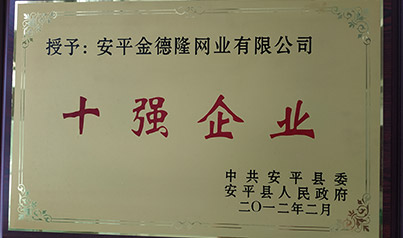 授予：安平金德隆网业有限公司
十强企业
中共安平县委
安平县人民政府
二〇一二年二月